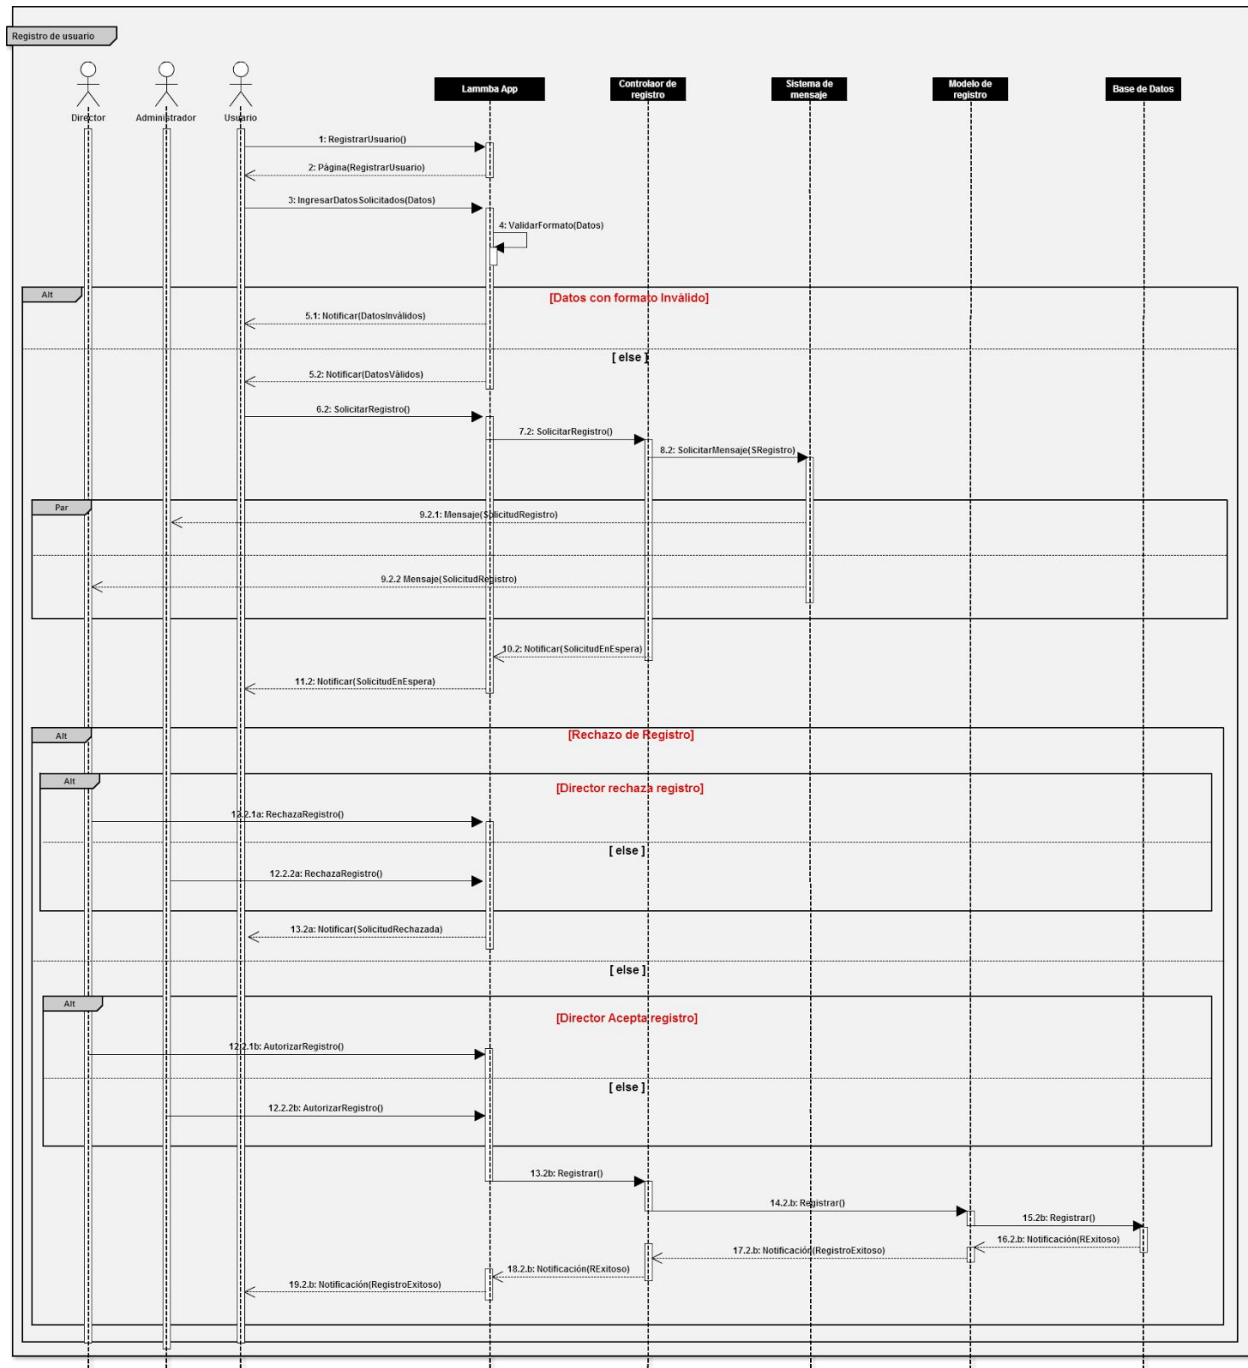 Registro de usuario
Director
Administrador
Usuario
Lammba App
Controlaor de
registro
Sistema de
mensaje
Modelo de
registro
Base de Datos
1: RegistrarUsuario()
2: Página(RegistrarUsuario)
3: IngresarDatosSolicitados(Datos)
4: ValidarFormato(Datos)
Alt
[Datos con formato Inválido]
5.1: Notificar(DatosInválidos)
[ else ]
5.2: Notificar(DatosVálidos)
6.2: SolicitarRegistro()
7.2: SolicitarRegistro()
8.2: SolicitarMensaje(SRegistro)
Par
9.2.1: Mensaje(SolicitudRegistro)
9.2.2 Mensaje(SolicitudRegistro)
10.2: Notificar(SolicitudEnEspera)
11.2: Notificar(SolicitudEnEspera)
Alt
[Rechazo de Registro]
Alt
[Director rechaza registro]
12.2.1a: RechazaRegistro()
[ else ]
12.2.2a: RechazaRegistro()
13.2a: Notificar(SolicitudRechazada)
[ else ]
Alt
[Director Acepta registro]
12.2.1b: AutorizarRegistro()
[ else ]
12.2.2b: AutorizarRegistro()
13.2b: Registrar()
14.2.b: Registrar()
15.2b: Registrar()
16.2.b: Notificación(RExitoso)
17.2.b: Notificación(RegistroExitoso)
18.2.b: Notificación(RExitoso)
19.2.b: Notificación(RegistroExitoso)